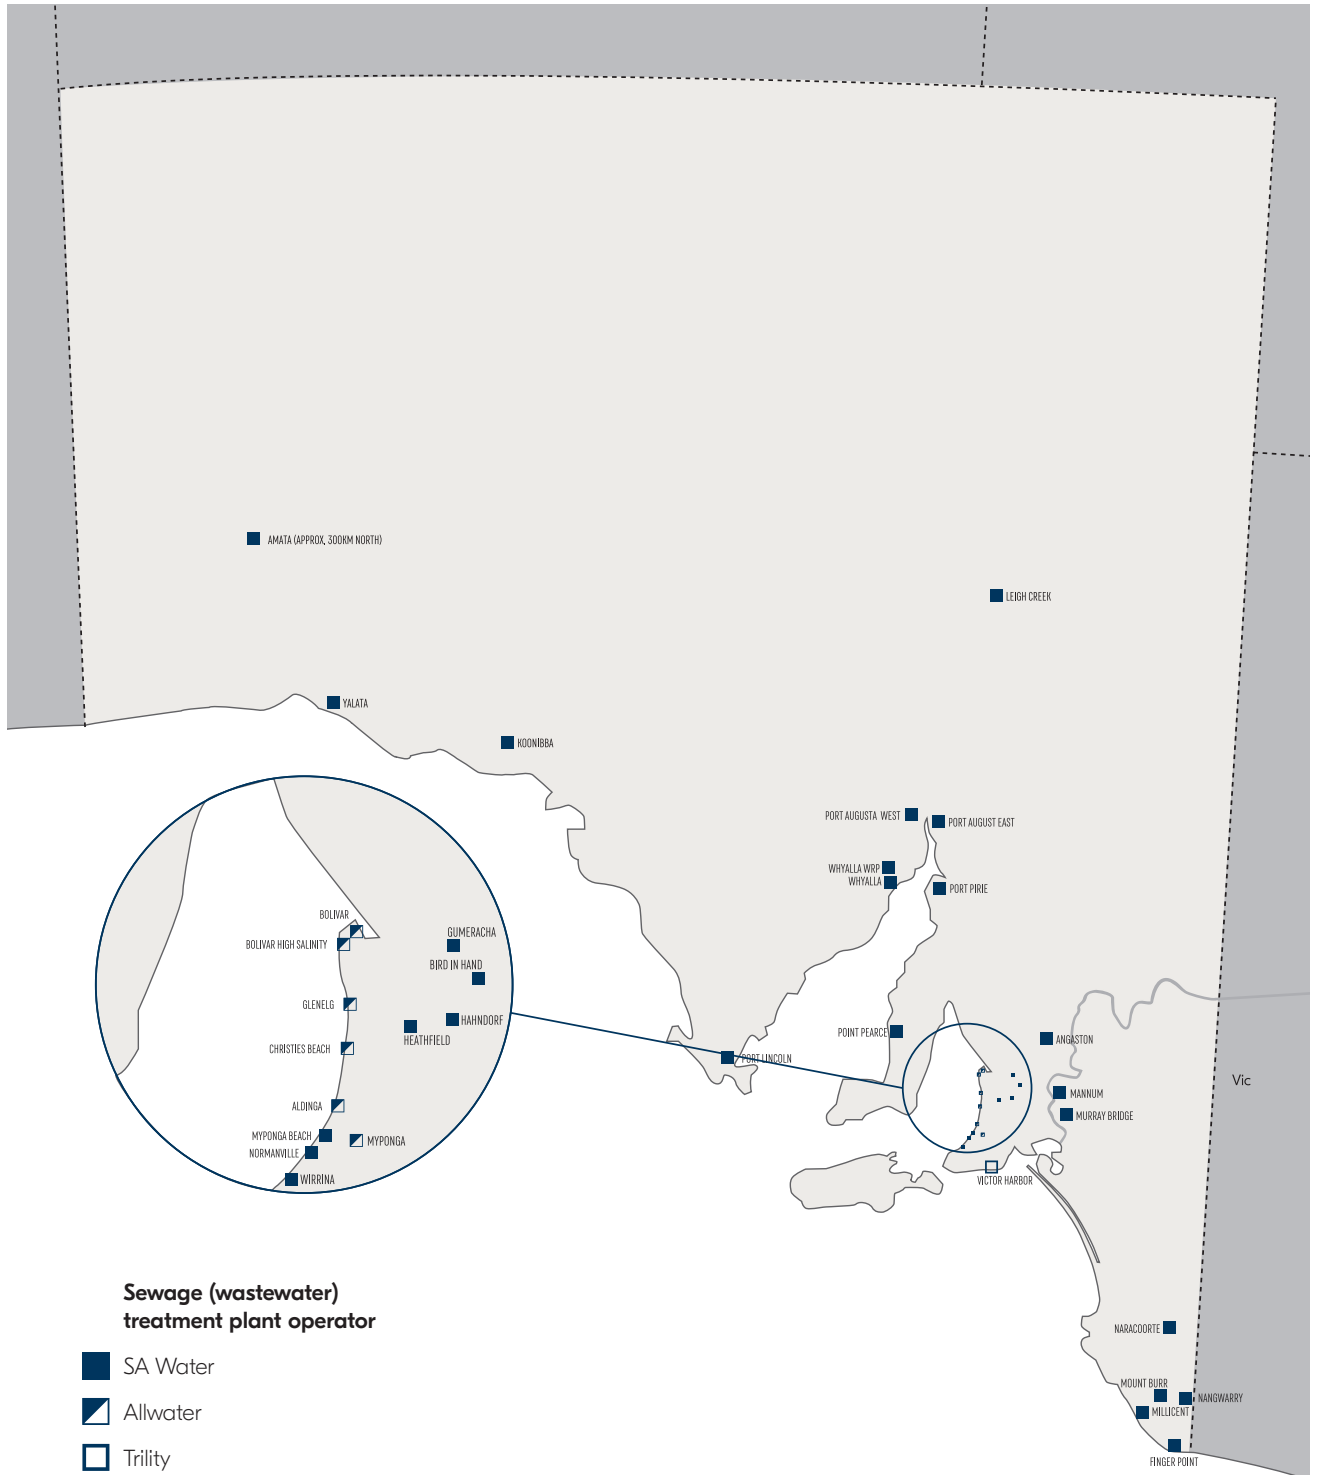 AMATA (APPROX. 300KM NORTH)
LEIGH CREEK
YALATA
KOONIBBA
PORT AUGUSTA WEST
PORT AUGUST EAST
WHYALLA WRP
WHYALLA
PORT PIRIE
BOLIVAR
GUMERACHA
BOLIVAR HIGH SALINITY
BIRD IN HAND
GLENELG
HAHNDORF
HEATHFIELD
CHRISTIES BEACH
POINT PEARCE
ANGASTON
PORT LINCOLN
Vic
MANNUM
ALDINGA
MURRAY BRIDGE
MYPONGA BEACH
MYPONGA
NORMANVILLE
WIRRINA
VICTOR HARBOR
Sewage (wastewater)
treatment plant operator
SA Water
Allwater
Trility
NARACOORTE
MOUNT BURR
NANGWARRY
MILLICENT
FINGER POINT